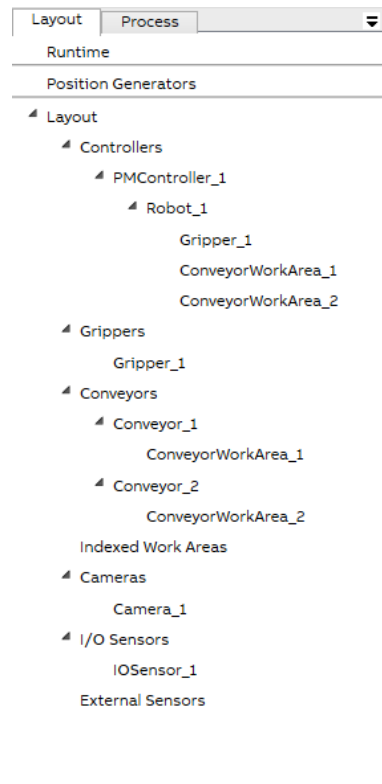 Layout Process
Runtime
Position Generators
Layout
Controllers
PMController_1
Robot_1
Gripper_1
ConveyorWorkArea_1
ConveyorWorkArea_2
Grippers
Gripper_1
Conveyors
Conveyor_1
ConveyorWorkArea_1
Conveyor_2
ConveyorWorkArea_2
Indexed Work Areas
Cameras
Camera_1
I/O Sensors
IOSensor_1
External Sensors